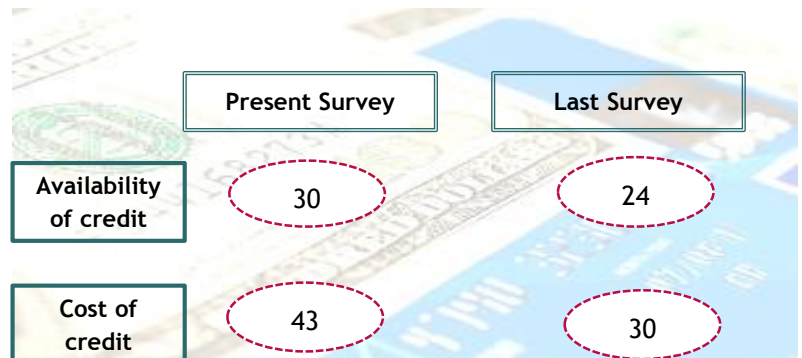 Present Survey
Last Survey
Availability
of credit
30
24
Cost of
credit
43
30